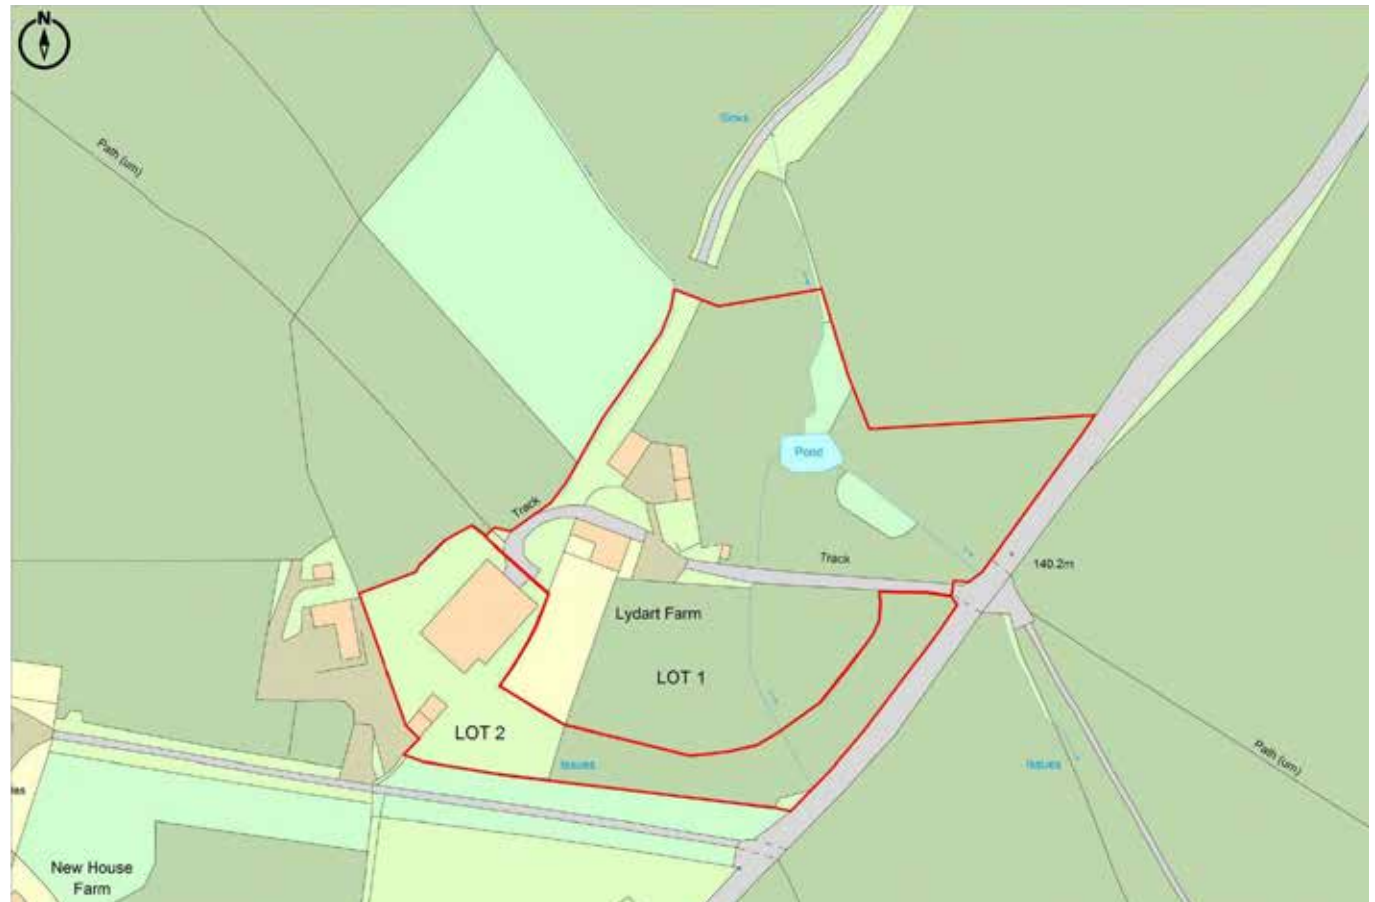 N
Path (um)
Sinks
Pond
Track
Track
140.2m
Lydart Farm
LOT 1
LOT 2
Issues
Issues
Path (um)
New House
Farm